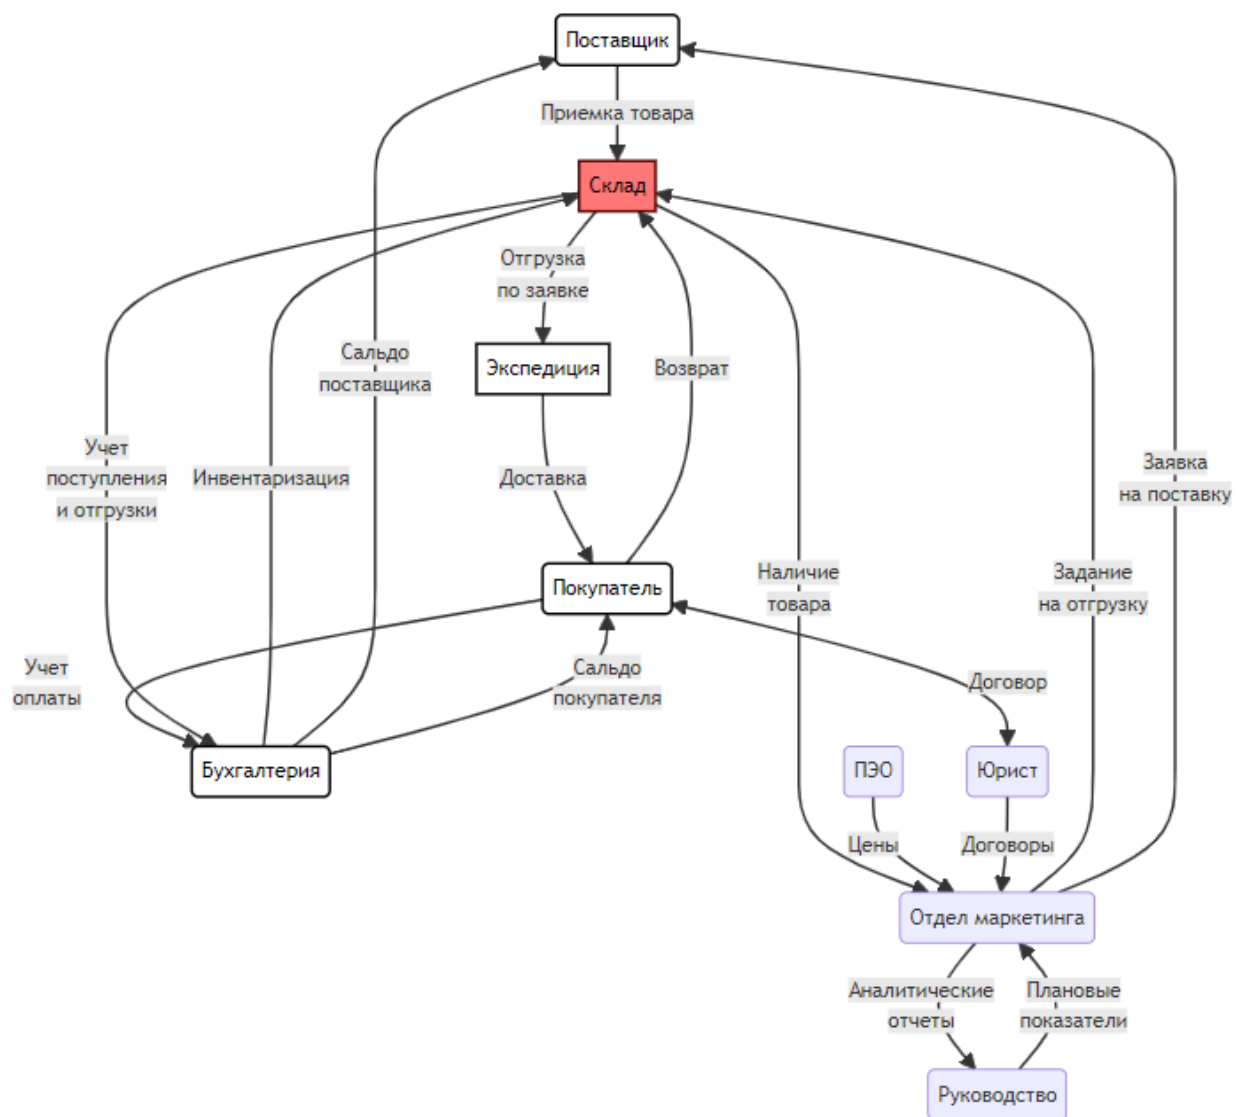 Поставщик
Приемка товара
Склад
Отгрузка
по заявке
Сальдо
поставщика
Экспедиция
Возврат
Учет
поступления
и отгрузки
Инвентаризация
Доставка
Заявка
на поставку
Покупатель
Наличие
товара
Задание
на отгрузку
Учет
оплаты
Сальдо
покупателя
Договор
Бухгалтерия
ПЭО
Юрист
Цены
Договоры
Отдел маркетинга
Аналитические
отчеты
Плановые
показатели
Руководство